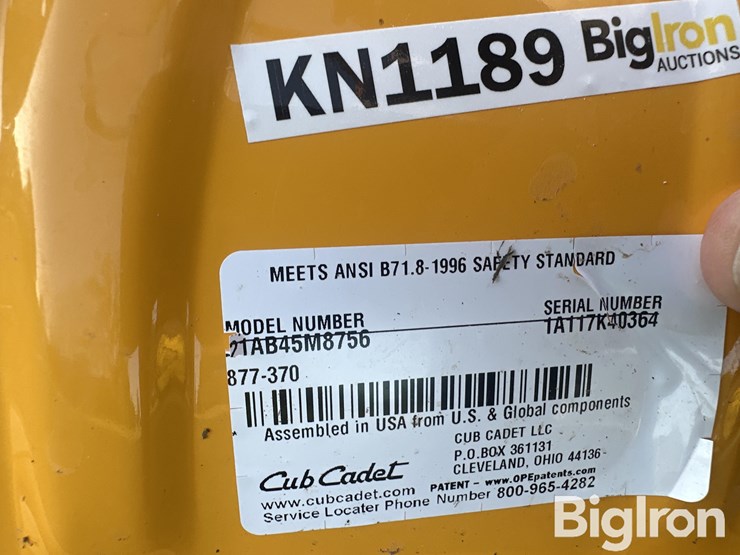 KN1189 BigIron
AUCTIONS
MEETS ANSI B71.8-1996 SAFETY STANDARD
MODEL NUMBER SERIAL NUMBER
21AB45M8756 1A117K40364
877-370
Assembled in USA from U.S. & Global components
CUB CADET LLC
P.O.BOX 361131
CLEVELAND, OHIO 44136
Cub Cadet PATENT - www.OPEpatents.com
www.cubcadet.com
Service Locater Phone Number 800-965-4282
BigIron